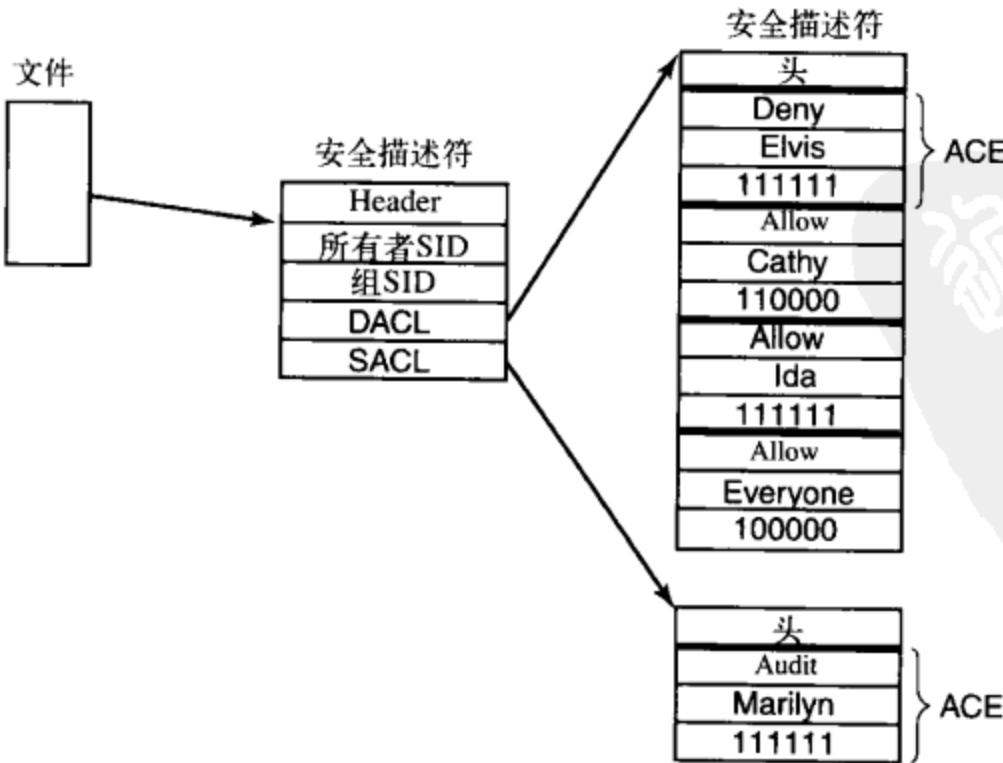 文件
安全描述符
Header
所有者SID
组SID
DACL
SACL
安全描述符
头
Deny
Elvis
111111
ACE
Allow
Cathy
110000
Allow
Ida
111111
Allow
Everyone
100000
头
Audit
Marilyn
111111
ACE